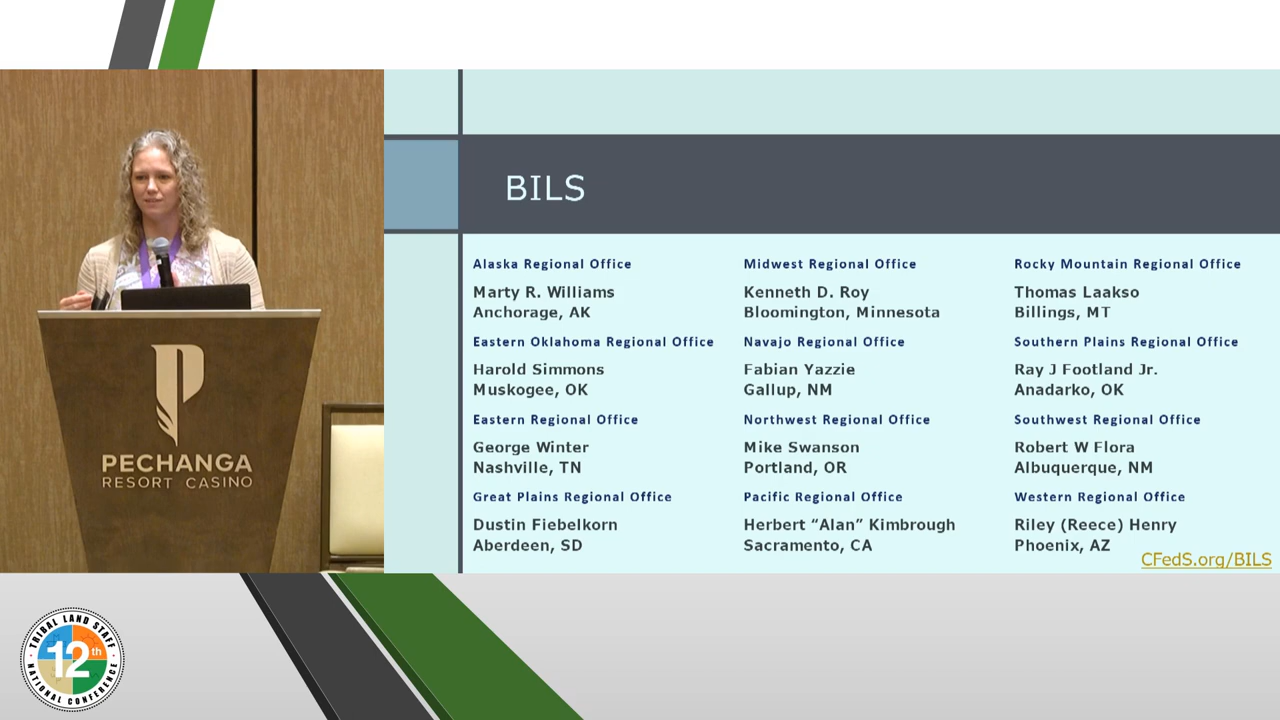 BILS
Alaska Regional Office
Marty R. Williams
Anchorage, AK
Eastern Oklahoma Regional Office
Harold Simmons
Muskogee, OK
Eastern Regional Office
George Winter
Nashville, TN
Great Plains Regional Office
Dustin Fiebelkorn
Aberdeen, SD
Midwest Regional Office
Kenneth D. Roy
Bloomington, Minnesota
Navajo Regional Office
Fabian Yazzie
Gallup, NM
Northwest Regional Office
Mike Swanson
Portland, OR
Pacific Regional Office
Herbert “Alan” Kimbrough
Sacramento, CA
Rocky Mountain Regional Office
Thomas Laakso
Billings, MT
Southern Plains Regional Office
Ray J Footland Jr.
Anadarko, OK
Southwest Regional Office
Robert W Flora
Albuquerque, NM
Western Regional Office
Riley (Reece) Henry
Phoenix, AZ
CFedS.org/BILS
P
PECHANGA
RESORT CASINO
TRIBAL LAND STAFF
12th
NATIONAL CONFERENCE